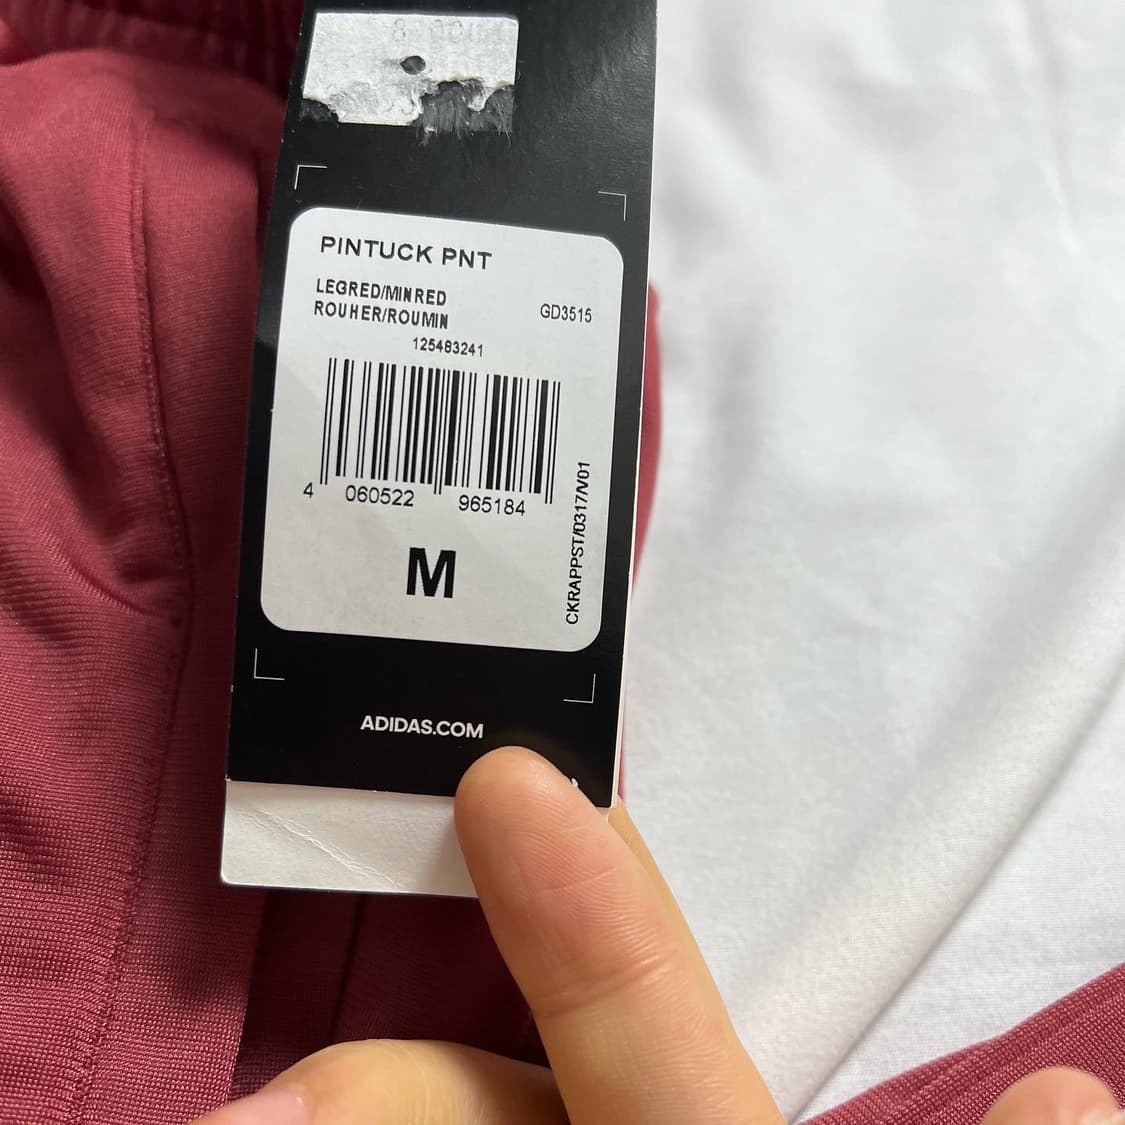 PINTUCK PNT
LEGRED/MINRED
ROUHER/ROUMIN
GD3515
125483241
4 060522 965184
CKRAPPST/0317/V01
M
ADIDAS.COM